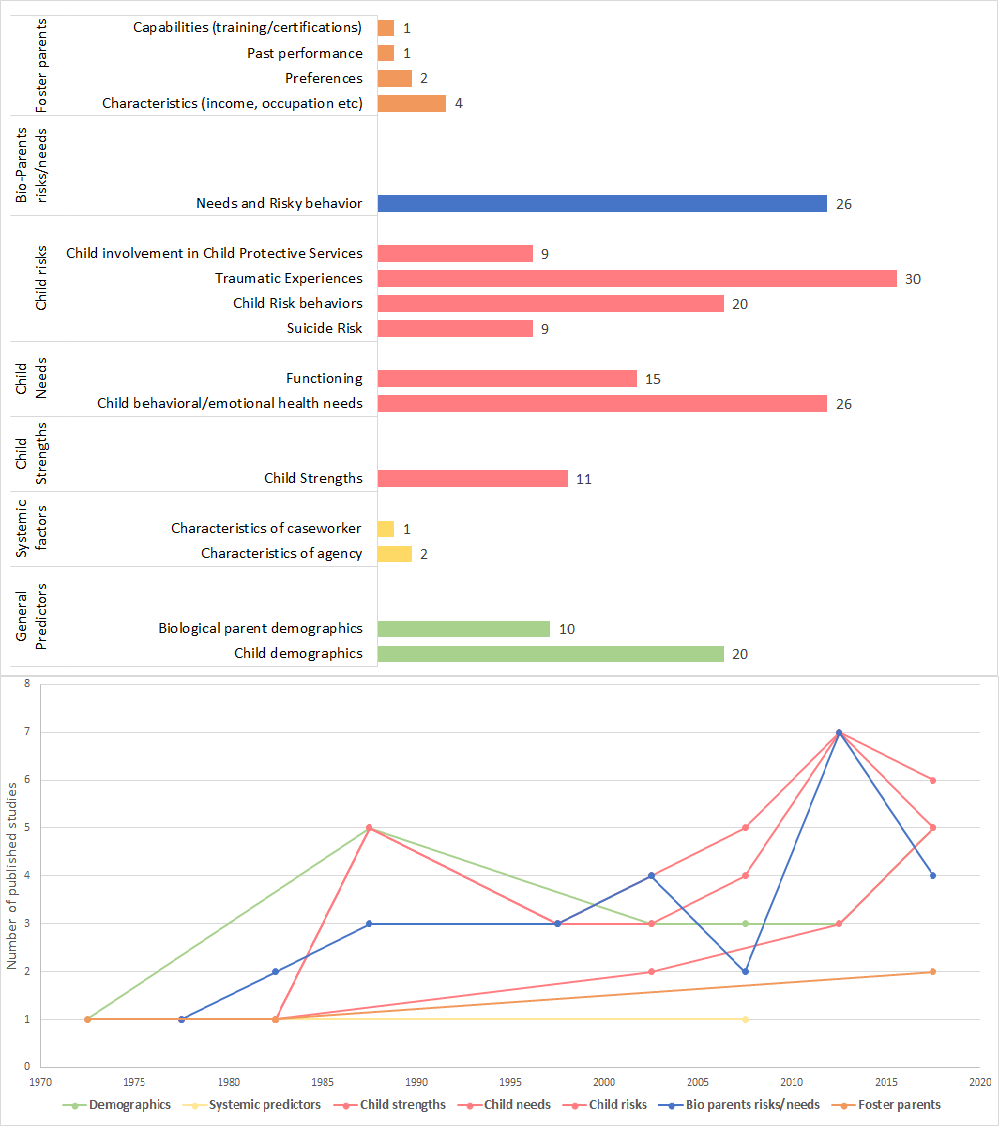 Foster parents
Capabilities (training/certifications) 1
Past performance 1
Preferences 2
Characteristics (income, occupation etc) 4
Bio-Parents
risks/needs
Needs and Risky behavior 26
Child risks
Child involvement in Child Protective Services 9
Traumatic Experiences 30
Child Risk behaviors 20
Suicide Risk 9
Child
Needs
Functioning 15
Child behavioral/emotional health needs 26
Child
Strengths
Child Strengths 11
Systemic
factors
Characteristics of caseworker 1
Characteristics of agency 2
General
Predictors
Biological parent demographics 10
Child demographics 20
Number of published studies
8
7
6
5
4
3
2
1
0
1970 1975 1980 1985 1990 1995 2000 2005 2010 2015 2020
Demographics Systemic predictors Child strengths Child needs Child risks Bio parents risks/needs Foster parents